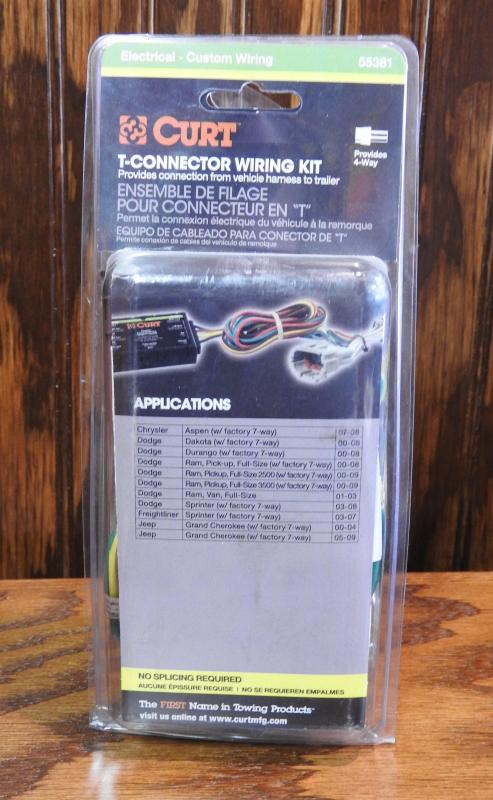 Electrical - Custom Wiring 55381
CURT
T-CONNECTOR WIRING KIT
Provides connection from vehicle harness to trailer
Provides
4-Way
ENSEMBLE DE FILAGE
POUR CONNECTEUR EN "T"
Permet la connexion électrique du véhicule à la remorque
EQUIPO DE CABLEADO PARA CONECTOR DE "T"
Permite conexión de cables del vehículo de remolque
CURT
APPLICATIONS
Chrysler Aspen (w/ factory 7-way) 07-08
Dodge Dakota (w/ factory 7-way) 00-08
Dodge Durango (w/ factory 7-way) 00-08
Dodge Ram, Pick-up, Full-Size (w/ factory 7-way) 00-08
Dodge Ram, Pickup, Full-Size 2500 (w/ factory 7-way) 00-09
Dodge Ram, Pickup, Full-Size 3500 (w/ factory 7-way) 00-09
Dodge Ram, Van, Full-Size 01-03
Dodge Sprinter (w/ factory 7-way) 03-08
Freightliner Sprinter (w/ factory 7-way) 03-07
Jeep Grand Cherokee (w/ factory 7-way) 00-04
Jeep Grand Cherokee (w/ factory 7-way) 05-09
NO SPLICING REQUIRED
AUCUNE ÉPISSURE REQUISE | NO SE REQUIEREN EMPALMES
The FIRST Name in Towing Products™
visit us online at www.curtmfg.com